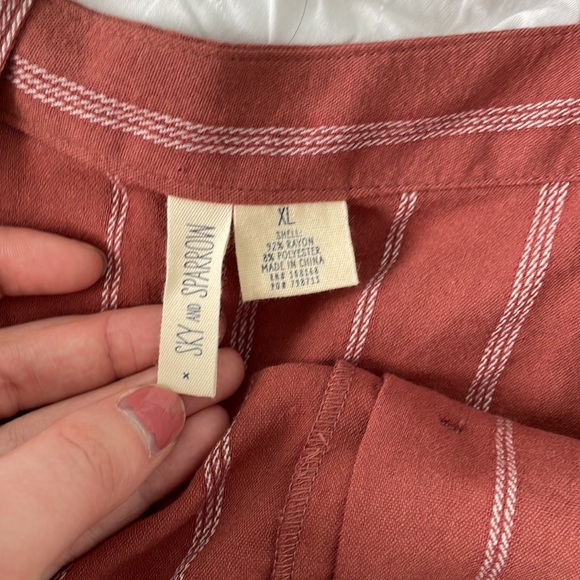 SKY AND SPARROW
x
XL
SHELL:
92% RAYON
8% POLYESTER
MADE IN CHINA